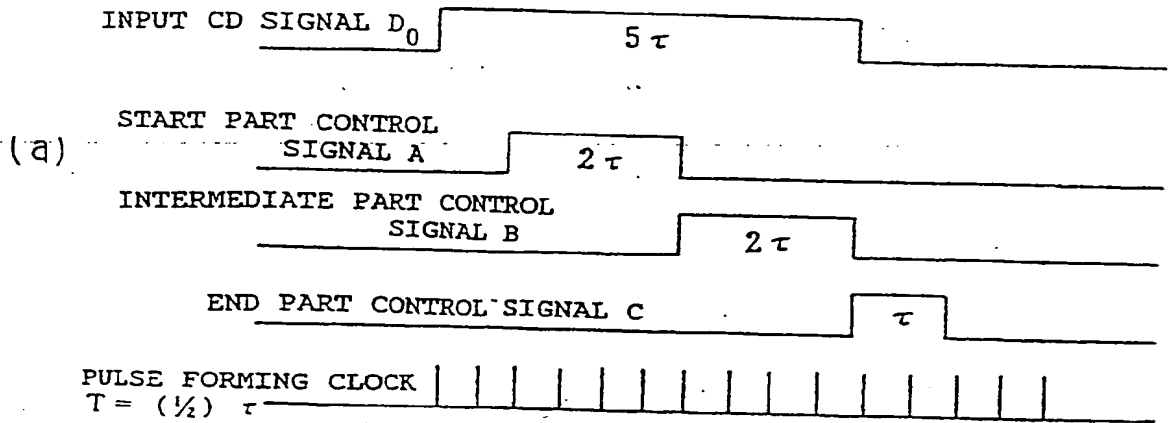 INPUT CD SIGNAL D0
5 τ
(a)
START PART CONTROL
SIGNAL A
2 τ
INTERMEDIATE PART CONTROL
SIGNAL B
2 τ
END PART CONTROL SIGNAL C
τ
PULSE FORMING CLOCK
T = (½) τ